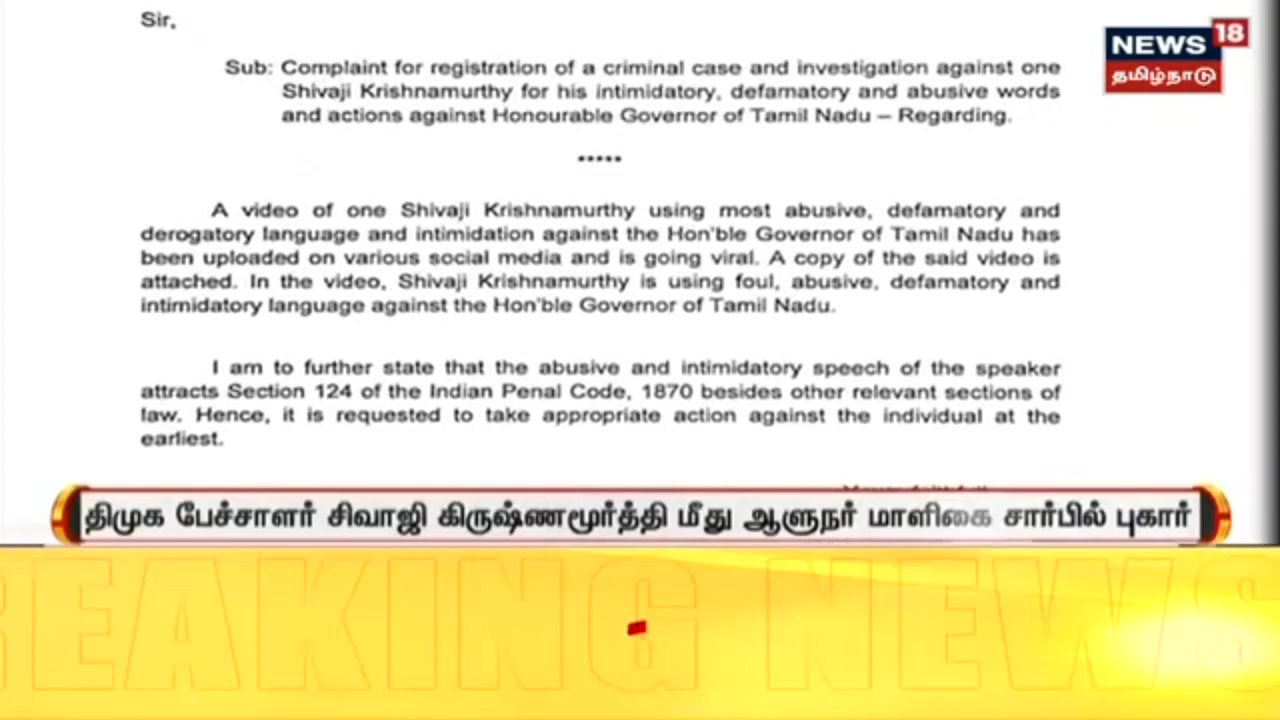 Sir,
NEWS 18
தமிழ்நாடு
Sub: Complaint for registration of a criminal case and investigation against one
Shivaji Krishnamurthy for his intimidatory, defamatory and abusive words
and actions against Honourable Governor of Tamil Nadu – Regarding.
*****
A video of one Shivaji Krishnamurthy using most abusive, defamatory and
derogatory language and intimidation against the Hon'ble Governor of Tamil Nadu has
been uploaded on various social media and is going viral. A copy of the said video is
attached. In the video, Shivaji Krishnamurthy is using foul, abusive, defamatory and
intimidatory language against the Hon'ble Governor of Tamil Nadu.
I am to further state that the abusive and intimidatory speech of the speaker
attracts Section 124 of the Indian Penal Code, 1870 besides other relevant sections of
law. Hence, it is requested to take appropriate action against the individual at the
earliest.
திமுக பேச்சாளர் சிவாஜி கிருஷ்ணமூர்த்தி மீது ஆளுநர் மாளிகை சார்பில் புகார்
BREAKING NEWS